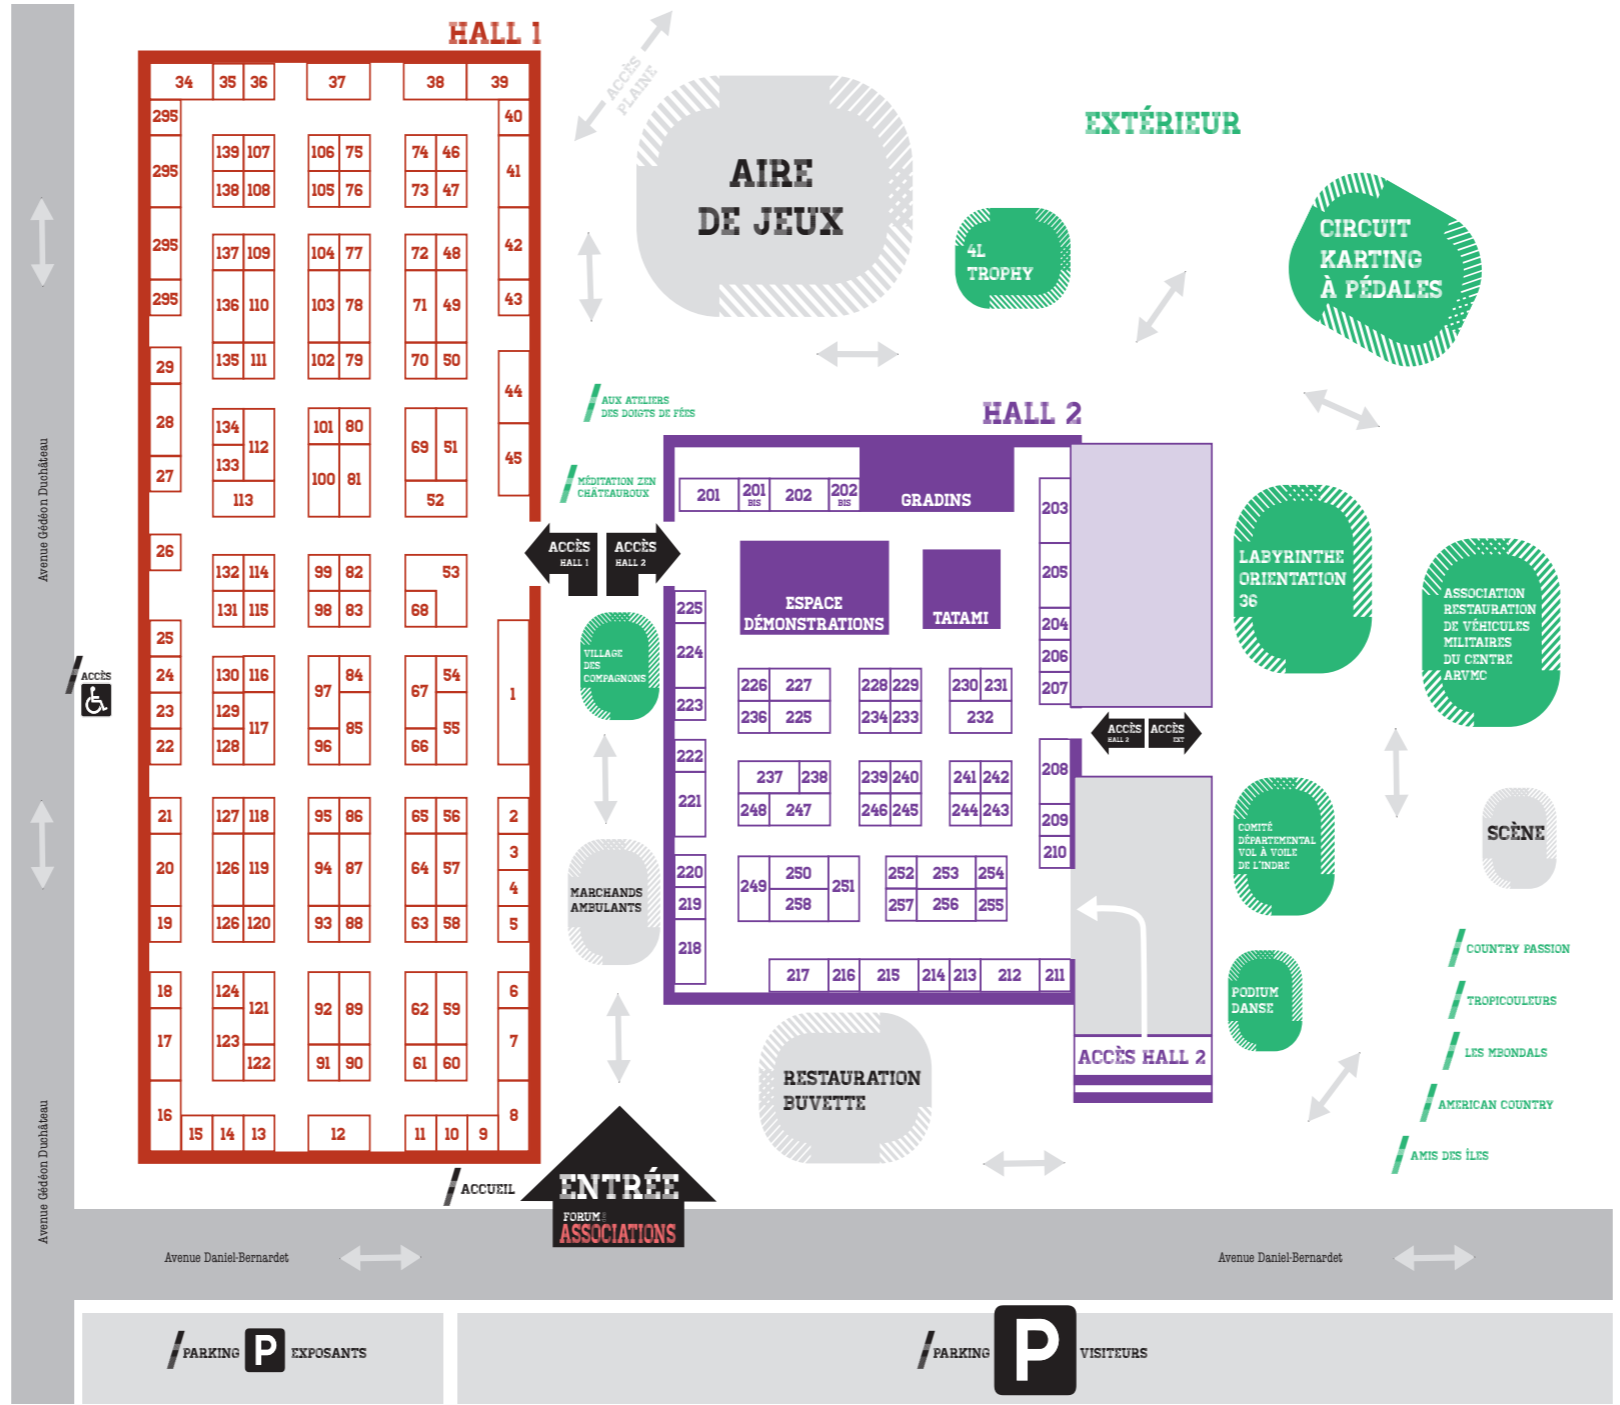 HALL 1
34 35 36 37 38 39
295 40
139 107 106 75 74 46
295 41
138 108 105 76 73 47
295 137 109 104 77 72 48 42
295 136 110 103 78 71 49 43
29 135 111 102 79 70 50
44
28 134 112 101 80 69 51
133
27 100 81 45
113 52
26
132 114 99 82 53
131 115 98 83 68
25
24 130 116 97 84 67 54
1
23 129 117 85 55
22 128 96 66
21 127 118 95 86 65 56 2
3
20 126 119 94 87 64 57
4
19 126 120 93 88 63 58 5
18 124 121 92 89 62 59 6
17 123 7
122 91 90 61 60
16 8
15 14 13 12 11 10 9
ACCÈS
PLAINE
AIRE
DE JEUX
EXTÉRIEUR
4L
TROPHY
CIRCUIT
KARTING
À PÉDALES
AUX ATELIERS
DES DOIGTS DE FÉES
MÉDITATION ZEN
CHÂTEAUROUX
ACCÈS
HALL 1
ACCÈS
HALL 2
VILLAGE
DES
COMPAGNONS
MARCHANDS
AMBULANTS
HALL 2
201 201 BIS 202 202 BIS
GRADINS
203
ESPACE
DÉMONSTRATIONS
TATAMI
205
225
204
224
206
226 227 228 229 230 231
207
223 236 225 234 233 232
222
237 238 239 240 241 242
208
221 248 247 246 245 244 243
209
210
220 249 250 251 252 253 254
219 258 257 256 255
218
217 216 215 214 213 212 211
ACCÈS
HALL 2
ACCÈS
EXT
ACCÈS HALL 2
LABYRINTHE
ORIENTATION
36
ASSOCIATION
RESTAURATION
DE VÉHICULES
MILITAIRES
DU CENTRE
ARVMC
COMITÉ
DÉPARTEMENTAL
VOL À VOILE
DE L'INDRE
SCÈNE
PODIUM
DANSE
RESTAURATION
BUVETTE
COUNTRY PASSION
TROPICOULEURS
LES MBONDALS
AMERICAN COUNTRY
AMIS DES ÎLES
ACCÈS
ACCUEIL
ENTRÉE
FORUM
ASSOCIATIONS
Avenue Gédéon Duchâteau
Avenue Gédéon Duchâteau
Avenue Daniel-Bernardet
Avenue Daniel-Bernardet
PARKING P EXPOSANTS
PARKING P VISITEURS